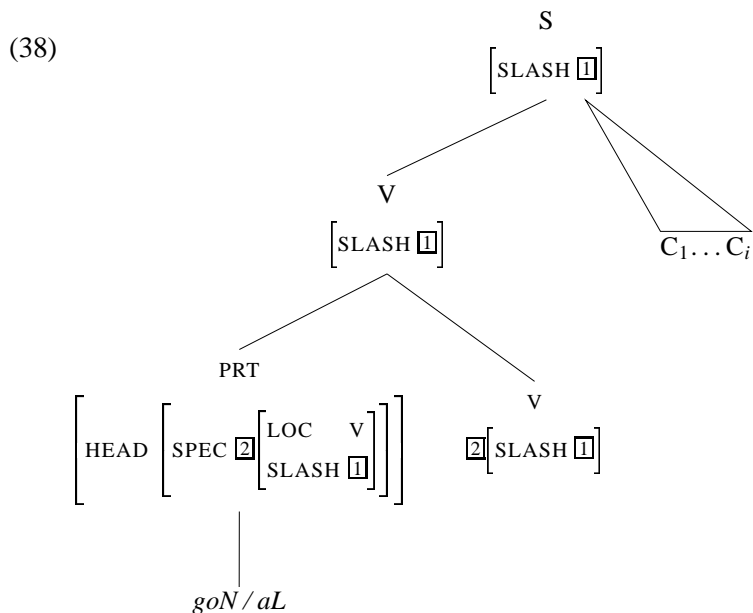 S
(38)
[SLASH 1]
V
[SLASH 1]
C1...Ci
PRT
V
[HEAD [SPEC 2 [LOC V
SLASH 1]]]
2[SLASH 1]
goN / aL